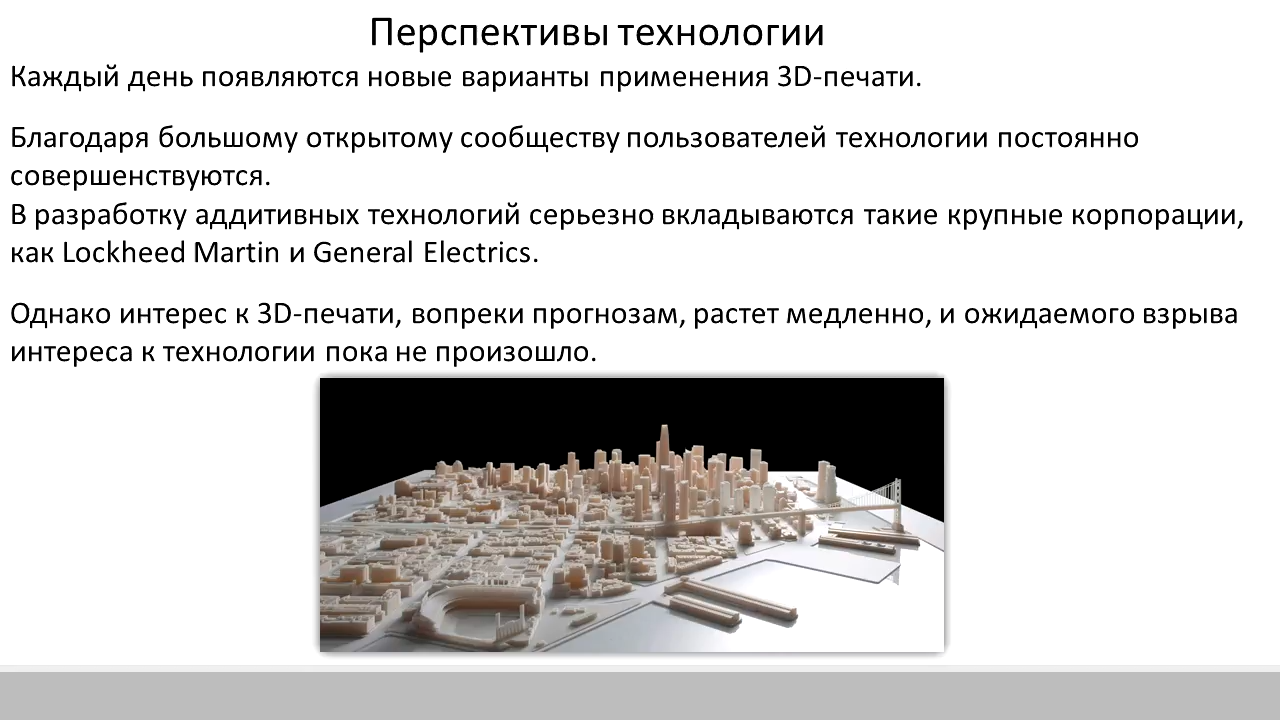 Перспективы технологии
Каждый день появляются новые варианты применения 3D-печати.
Благодаря большому открытому сообществу пользователей технологии постоянно
совершенствуются.
В разработку аддитивных технологий серьезно вкладываются такие крупные корпорации,
как Lockheed Martin и General Electrics.
Однако интерес к 3D-печати, вопреки прогнозам, растет медленно, и ожидаемого взрыва
интереса к технологии пока не произошло.